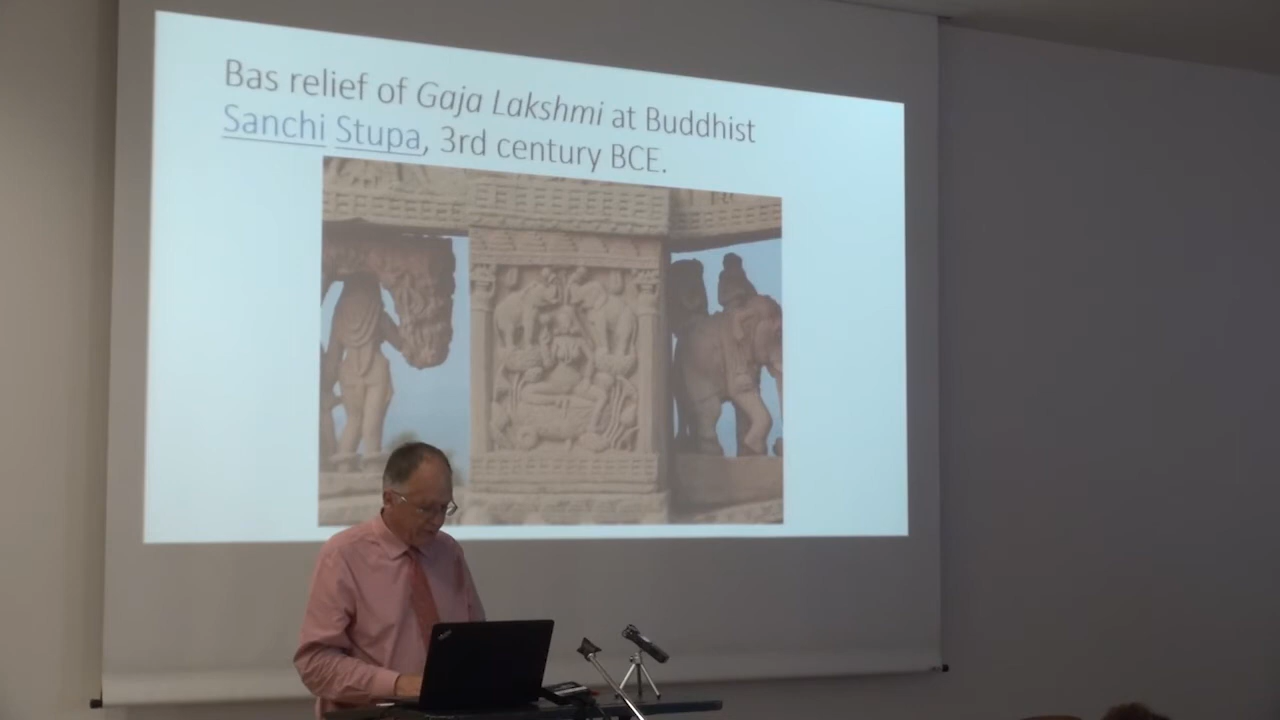 Bas relief of Gaja Lakshmi at Buddhist
Sanchi Stupa, 3rd century BCE.